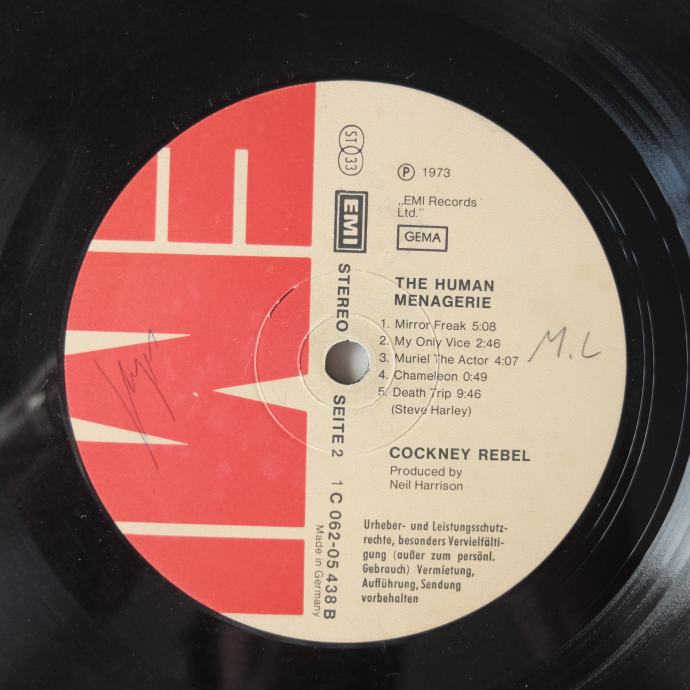 EMI
ST 33
EMI
STEREO SEITE 2 1 C 062-05 438 B
Made in Germany
Ⓟ 1973
„EMI Records
Ltd."
GEMA
THE HUMAN
MENAGERIE
1. Mirror Freak 5:08
2. My Only Vice 2:46
3. Muriel The Actor 4:07
4. Chameleon 0:49
5. Death Trip 9:46
(Steve Harley)
M.L
COCKNEY REBEL
Produced by
Neil Harrison
Urheber- und Leistungsschutz-
rechte, besonders Vervielfälti-
gung (außer zum persönl.
Gebrauch) Vermietung,
Aufführung, Sendung
vorbehalten